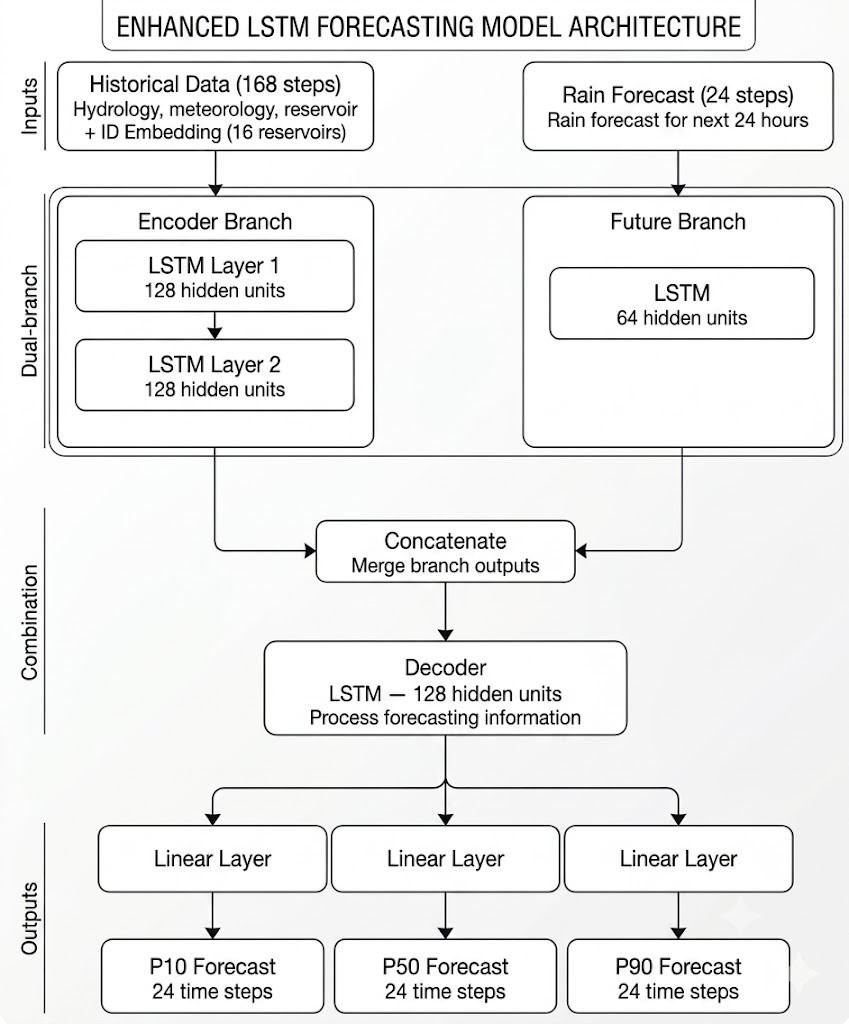 ENHANCED LSTM FORECASTING MODEL ARCHITECTURE
Inputs
Historical Data (168 steps)
Hydrology, meteorology, reservoir
+ ID Embedding (16 reservoirs)
Rain Forecast (24 steps)
Rain forecast for next 24 hours
Dual-branch
Encoder Branch
LSTM Layer 1
128 hidden units
LSTM Layer 2
128 hidden units
Future Branch
LSTM
64 hidden units
Combination
Concatenate
Merge branch outputs
Decoder
LSTM — 128 hidden units
Process forecasting information
Outputs
Linear Layer
Linear Layer
Linear Layer
P10 Forecast
24 time steps
P50 Forecast
24 time steps
P90 Forecast
24 time steps